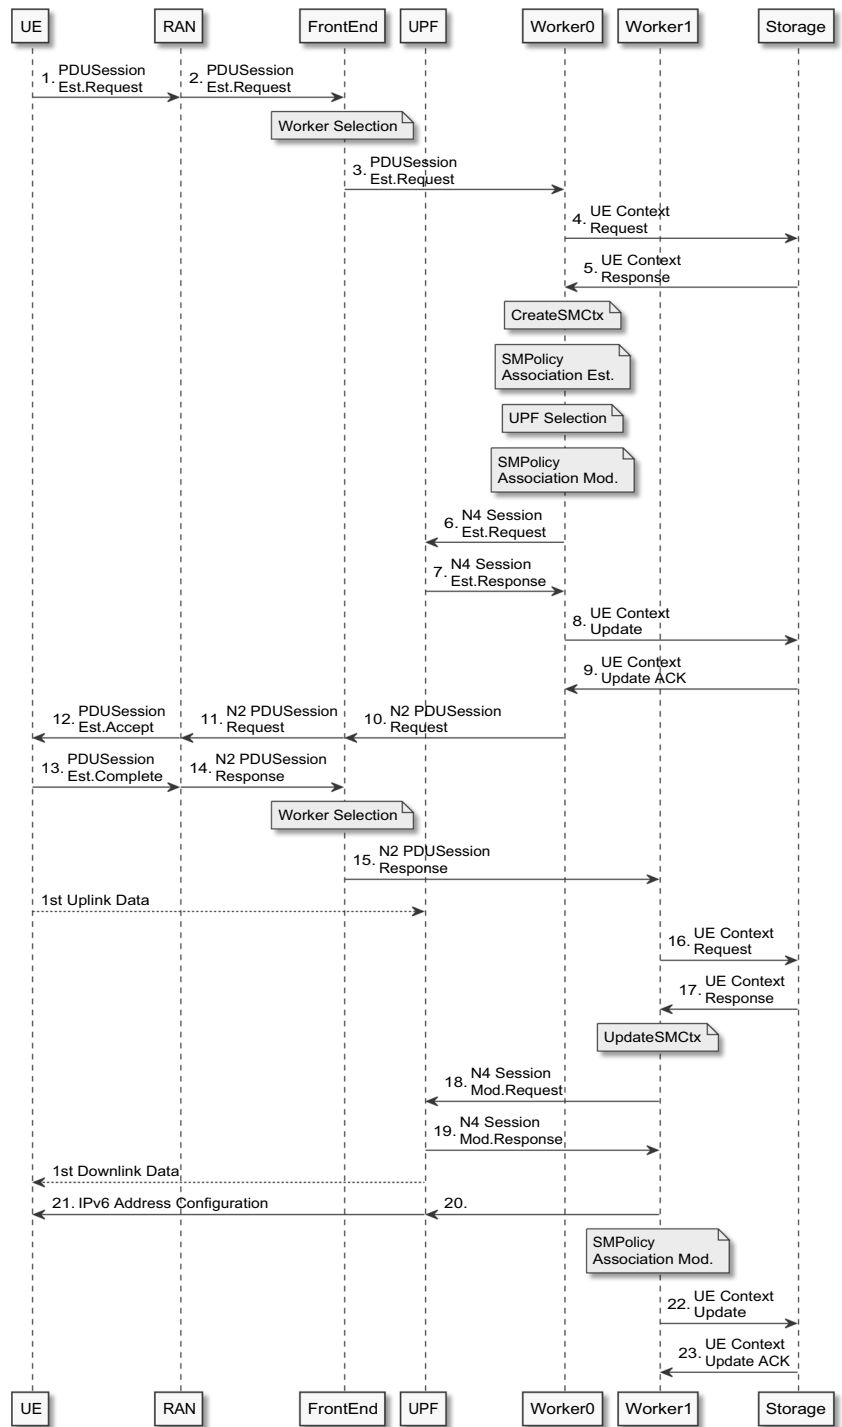 UE RAN FrontEnd UPF Worker0 Worker1 Storage
1. PDUSession
Est.Request
2. PDUSession
Est.Request
Worker Selection
3. PDUSession
Est.Request
4. UE Context
Request
5. UE Context
Response
CreateSMCtx
SMPolicy
Association Est.
UPF Selection
SMPolicy
Association Mod.
6. N4 Session
Est.Request
7. N4 Session
Est.Response
8. UE Context
Update
9. UE Context
Update ACK
12. PDUSession
Est.Accept
11. N2 PDUSession
Request
10. N2 PDUSession
Request
13. PDUSession
Est.Complete
14. N2 PDUSession
Response
Worker Selection
15. N2 PDUSession
Response
1st Uplink Data
16. UE Context
Request
17. UE Context
Response
UpdateSMCtx
18. N4 Session
Mod.Request
19. N4 Session
Mod.Response
1st Downlink Data
21. IPv6 Address Configuration
20.
SMPolicy
Association Mod.
22. UE Context
Update
23. UE Context
Update ACK
UE RAN FrontEnd UPF Worker0 Worker1 Storage